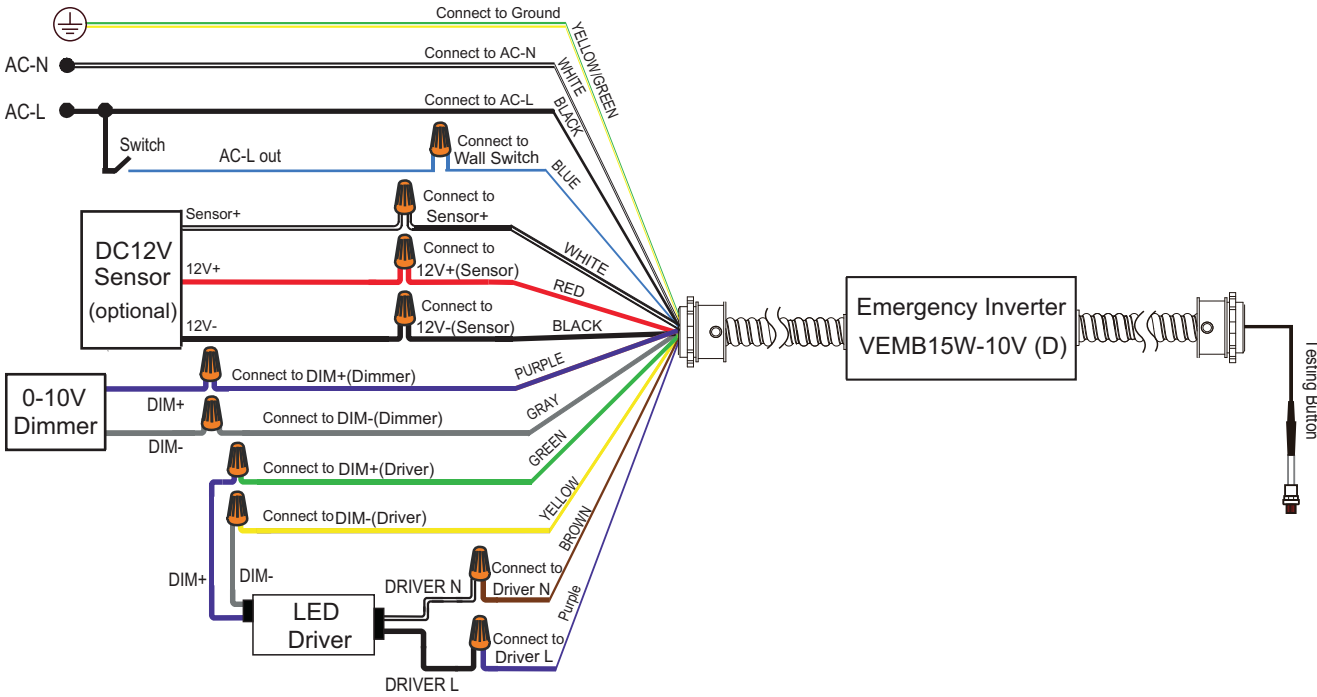 Connect to Ground
YELLOW/GREEN
AC-N
Connect to AC-N
WHITE
AC-L
Connect to AC-L
BLACK
Switch
AC-L out
Connect to
Wall Switch
BLUE
DC12V
Sensor
(optional)
Sensor+
Connect to
Sensor+
WHITE
12V+
Connect to
12V+(Sensor)
RED
12V-
Connect to
12V-(Sensor)
BLACK
Emergency Inverter
VEMB15W-10V (D)
Testing Button
0-10V
Dimmer
DIM+
Connect to DIM+(Dimmer)
PURPLE
DIM-
Connect to DIM-(Dimmer)
GRAY
Connect to DIM+(Driver)
GREEN
Connect to DIM-(Driver)
YELLOW
DIM+
DIM-
LED
Driver
DRIVER N
Connect to
Driver N
BROWN
DRIVER L
Connect to
Driver L
Purple